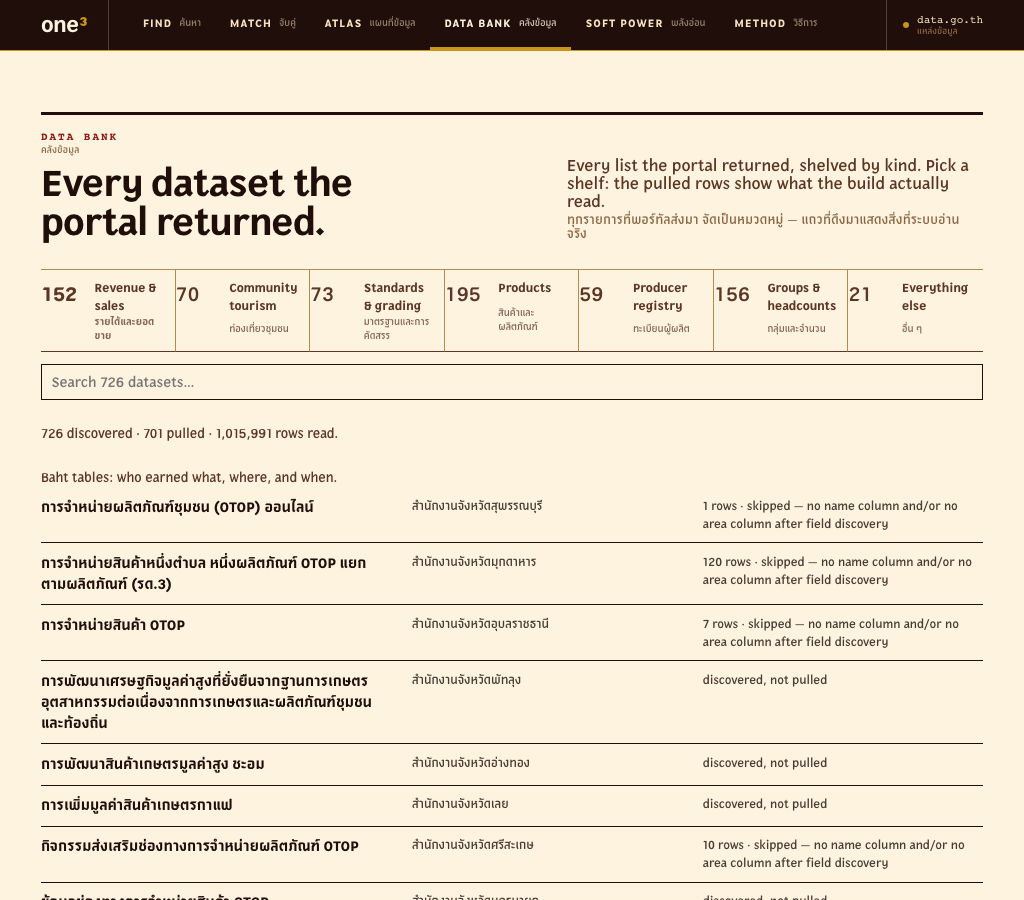 one³
FIND ค้นหา
MATCH จับคู่
ATLAS แผนที่ข้อมูล
DATA BANK คลังข้อมูล
SOFT POWER พลังอ่อน
METHOD วิธีการ
data.go.th
แหล่งข้อมูล
DATA BANK
คลังข้อมูล
Every dataset the
portal returned.
Every list the portal returned, shelved by kind. Pick a
shelf: the pulled rows show what the build actually
read.
ทุกรายการที่พอร์ทัลส่งมา จัดเป็นหมวดหมู่ — แถวที่ดึงมาแสดงสิ่งที่ระบบอ่าน
จริง
152 Revenue &
sales
รายได้และยอด
ขาย
70 Community
tourism
ท่องเที่ยวชุมชน
73 Standards
& grading
มาตรฐานและการ
คัดสรร
195 Products
สินค้าและ
ผลิตภัณฑ์
59 Producer
registry
ทะเบียนผู้ผลิต
156 Groups &
headcounts
กลุ่มและจำนวน
21 Everything
else
อื่น ๆ
Search 726 datasets...
726 discovered · 701 pulled · 1,015,991 rows read.
Baht tables: who earned what, where, and when.
การจำหน่ายผลิตภัณฑ์ชุมชน (OTOP) ออนไลน์
สำนักงานจังหวัดสุพรรณบุรี
1 rows · skipped — no name column and/or no
area column after field discovery
การจำหน่ายสินค้าหนึ่งตำบล หนึ่งผลิตภัณฑ์ OTOP แยก
ตามผลิตภัณฑ์ (รด.3)
สำนักงานจังหวัดมุกดาหาร
120 rows · skipped — no name column and/or no
area column after field discovery
การจำหน่ายสินค้า OTOP
สำนักงานจังหวัดอุบลราชธานี
7 rows · skipped — no name column and/or no
area column after field discovery
การพัฒนาเศรษฐกิจมูลค่าสูงที่ยั่งยืนจากฐานการเกษตร
อุตสาหกรรมต่อเนื่องจากการเกษตรและผลิตภัณฑ์ชุมชน
และท้องถิ่น
สำนักงานจังหวัดพัทลุง
discovered, not pulled
การพัฒนาสินค้าเกษตรมูลค่าสูง ชะอม
สำนักงานจังหวัดอ่างทอง
discovered, not pulled
การเพิ่มมูลค่าสินค้าเกษตรกาแฟ
สำนักงานจังหวัดเลย
discovered, not pulled
กิจกรรมส่งเสริมช่องทางการจำหน่ายผลิตภัณฑ์ OTOP
สำนักงานจังหวัดศรีสะเกษ
10 rows · skipped — no name column and/or no
area column after field discovery